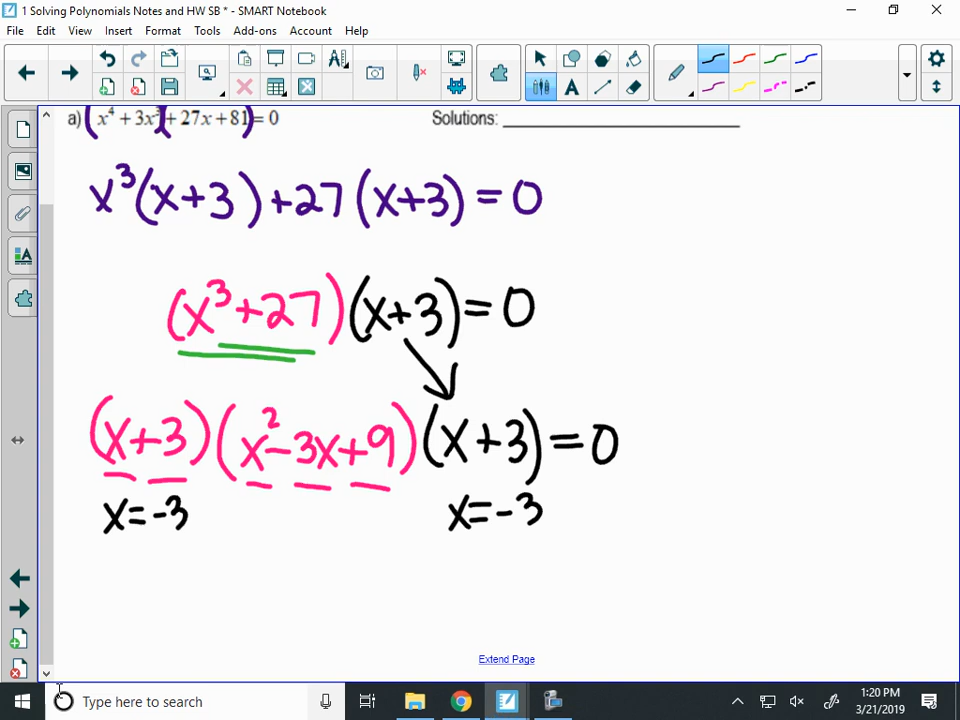 1 Solving Polynomials Notes and HW SB * - SMART Notebook
File Edit View Insert Format Tools Add-ons Account Help
a) (x⁴ + 3x³)(+ 27x + 81) = 0 Solutions:
x³(x+3)+27(x+3)=0
(x³+27)(x+3)=0
(x+3)(x²-3x+9)(x+3)=0
x=-3 x=-3
Extend Page
Type here to search
1:20 PM
3/21/2019